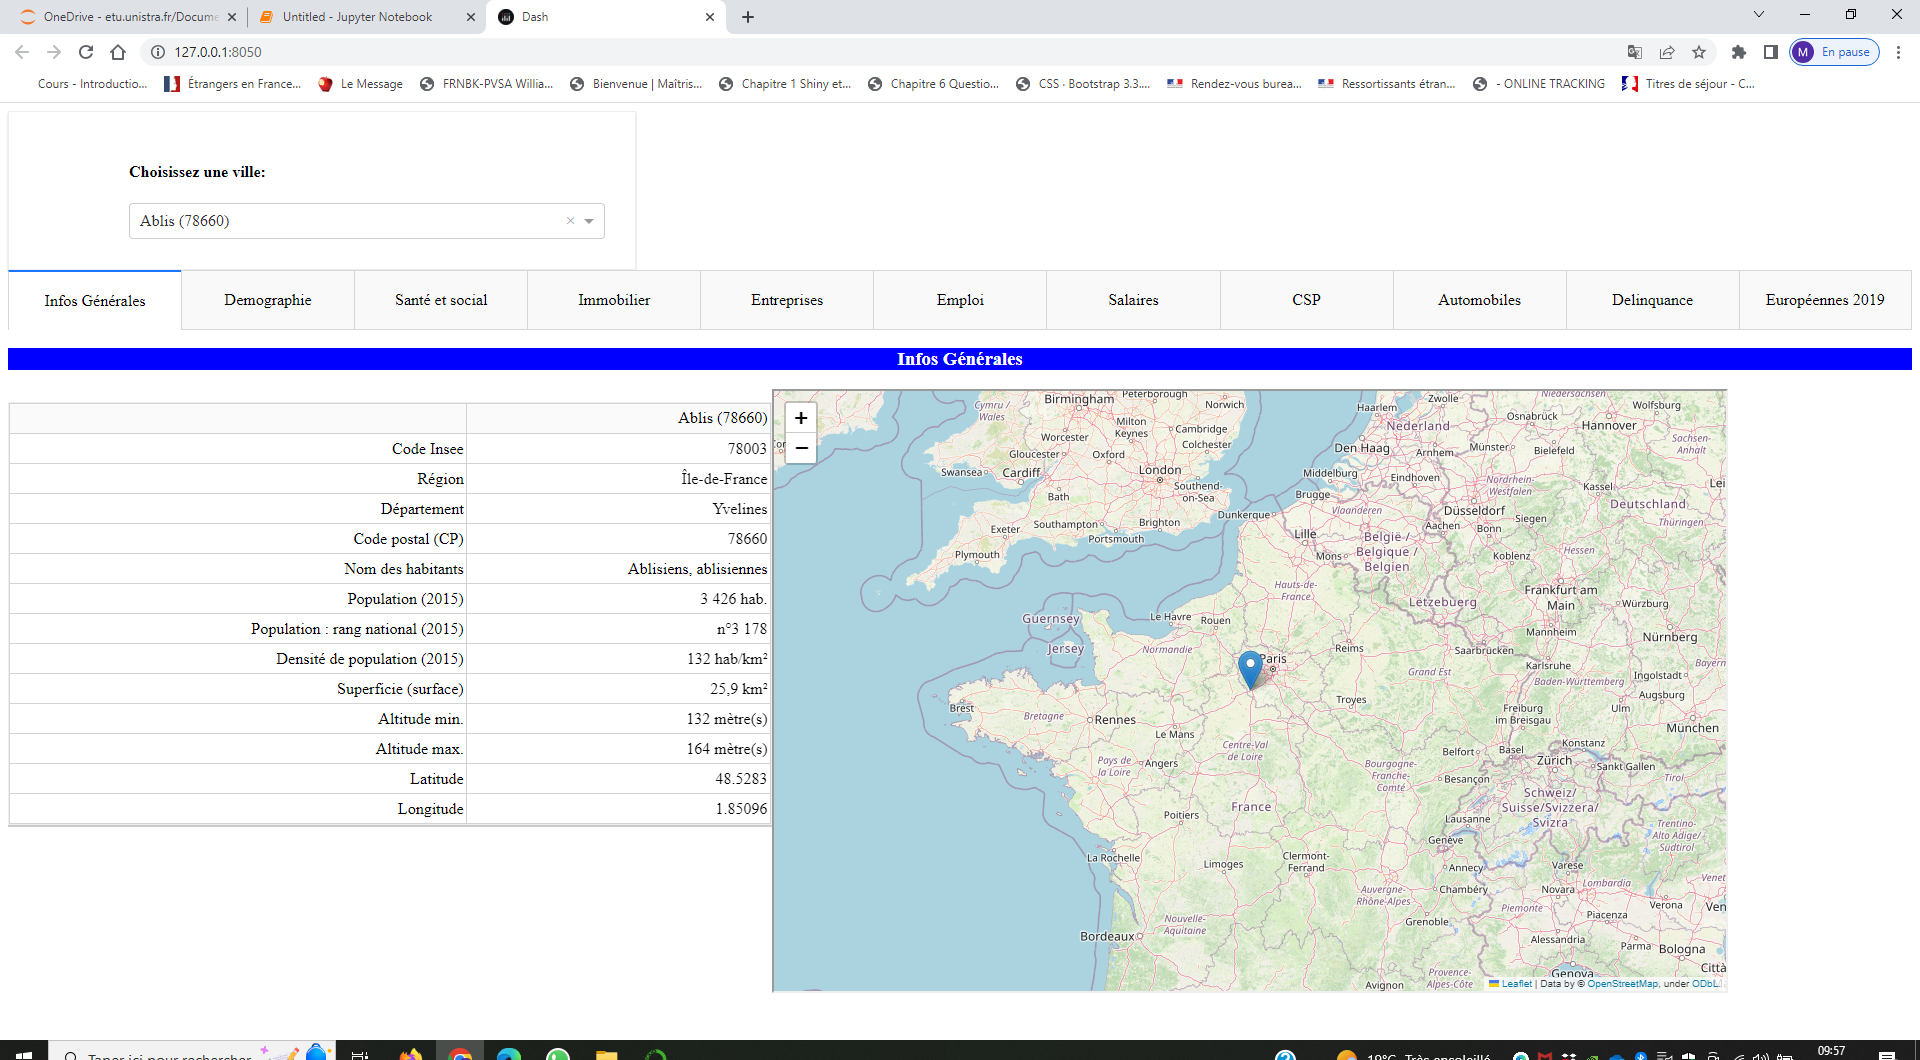 OneDrive - etu.unistra.fr/Docume
Untitled - Jupyter Notebook
Dash
127.0.0.1:8050
M En pause
Cours - Introductio...
Étrangers en France...
Le Message
FRNBK-PVSA Willia...
Bienvenue | Maîtris...
Chapitre 1 Shiny et...
Chapitre 6 Questio...
CSS · Bootstrap 3.3....
Rendez-vous burea...
Ressortissants étran...
- ONLINE TRACKING
Titres de séjour - C...
Choisissez une ville:
Ablis (78660)
Infos Générales
Demographie
Santé et social
Immobilier
Entreprises
Emploi
Salaires
CSP
Automobiles
Delinquance
Européennes 2019
Infos Générales
Ablis (78660)
Code Insee 78003
Région Île-de-France
Département Yvelines
Code postal (CP) 78660
Nom des habitants Ablisiens, ablisiennes
Population (2015) 3 426 hab.
Population : rang national (2015) n°3 178
Densité de population (2015) 132 hab/km²
Superficie (surface) 25,9 km²
Altitude min. 132 mètre(s)
Altitude max. 164 mètre(s)
Latitude 48.5283
Longitude 1.85096
+
−
Birmingham
Peterborough
Norwich
Cymru /
Wales
Worcester
Milton
Keynes
Cambridge
Colchester
Gloucester
Oxford
Swansea
Cardiff
London
Southend-
on-Sea
Bath
Exeter
Southampton
Brighton
Portsmouth
Plymouth
Haarlem
Zwolle
Niedersachsen
Wolfsburg
Osnabrück
Hannover
Nederland
Den Haag
Arnhem
Münster
Bielefeld
Sachsen-
Anhalt
Middelburg
Eindhoven
Nordrhein-
Westfalen
Kassel
Lei
Brugge
Dunkerque
Vlaanderen
Düsseldorf
Deutschland
Aachen
Bonn
Siegen
Thüringen
Lille
Mons
België /
Belgique /
Belgien
Koblenz
Hessen
Hauts-de-
France
Lëtzebuerg
Frankfurt am
Main
Würzburg
Guernsey
Le Havre
Rouen
Mannheim
Nürnberg
Jersey
Normandie
Reims
Saarbrücken
Paris
Karlsruhe
Bayern
Grand Est
Baden-Württemberg
Ingolstadt
Brest
Bretagne
Rennes
Troyes
Freiburg
im Breisgau
Ulm
Augsburg
München
Le Mans
Centre-Val
de Loire
Belfort
Basel
Konstanz
Pays de
la Loire
Angers
Bourgogne-
Franche-
Comté
Besançon
Zürich
Sankt Gallen
Tirol
France
Schweiz/
Suisse/Svizzera/
Svizra
Poitiers
Lausanne
Genève
Trentino-
Alto Adige/
Südtirol
La Rochelle
Limoges
Clermont-
Ferrand
Annecy
Varese
Veneto
Auvergne-
Rhône-Alpes
Chambéry
Novara
Lombardia
Verona
Ven
Nouvelle-
Aquitaine
Grenoble
Piemonte
Piacenza
Bordeaux
Alessandria
Parma
Bologna
Genova
Città
Avignon
Provence-
Alpes-Côte
Leaflet | Data by © OpenStreetMap, under ODbL.
Taper ici pour rechercher
19°C Très ensoleillé
09:57